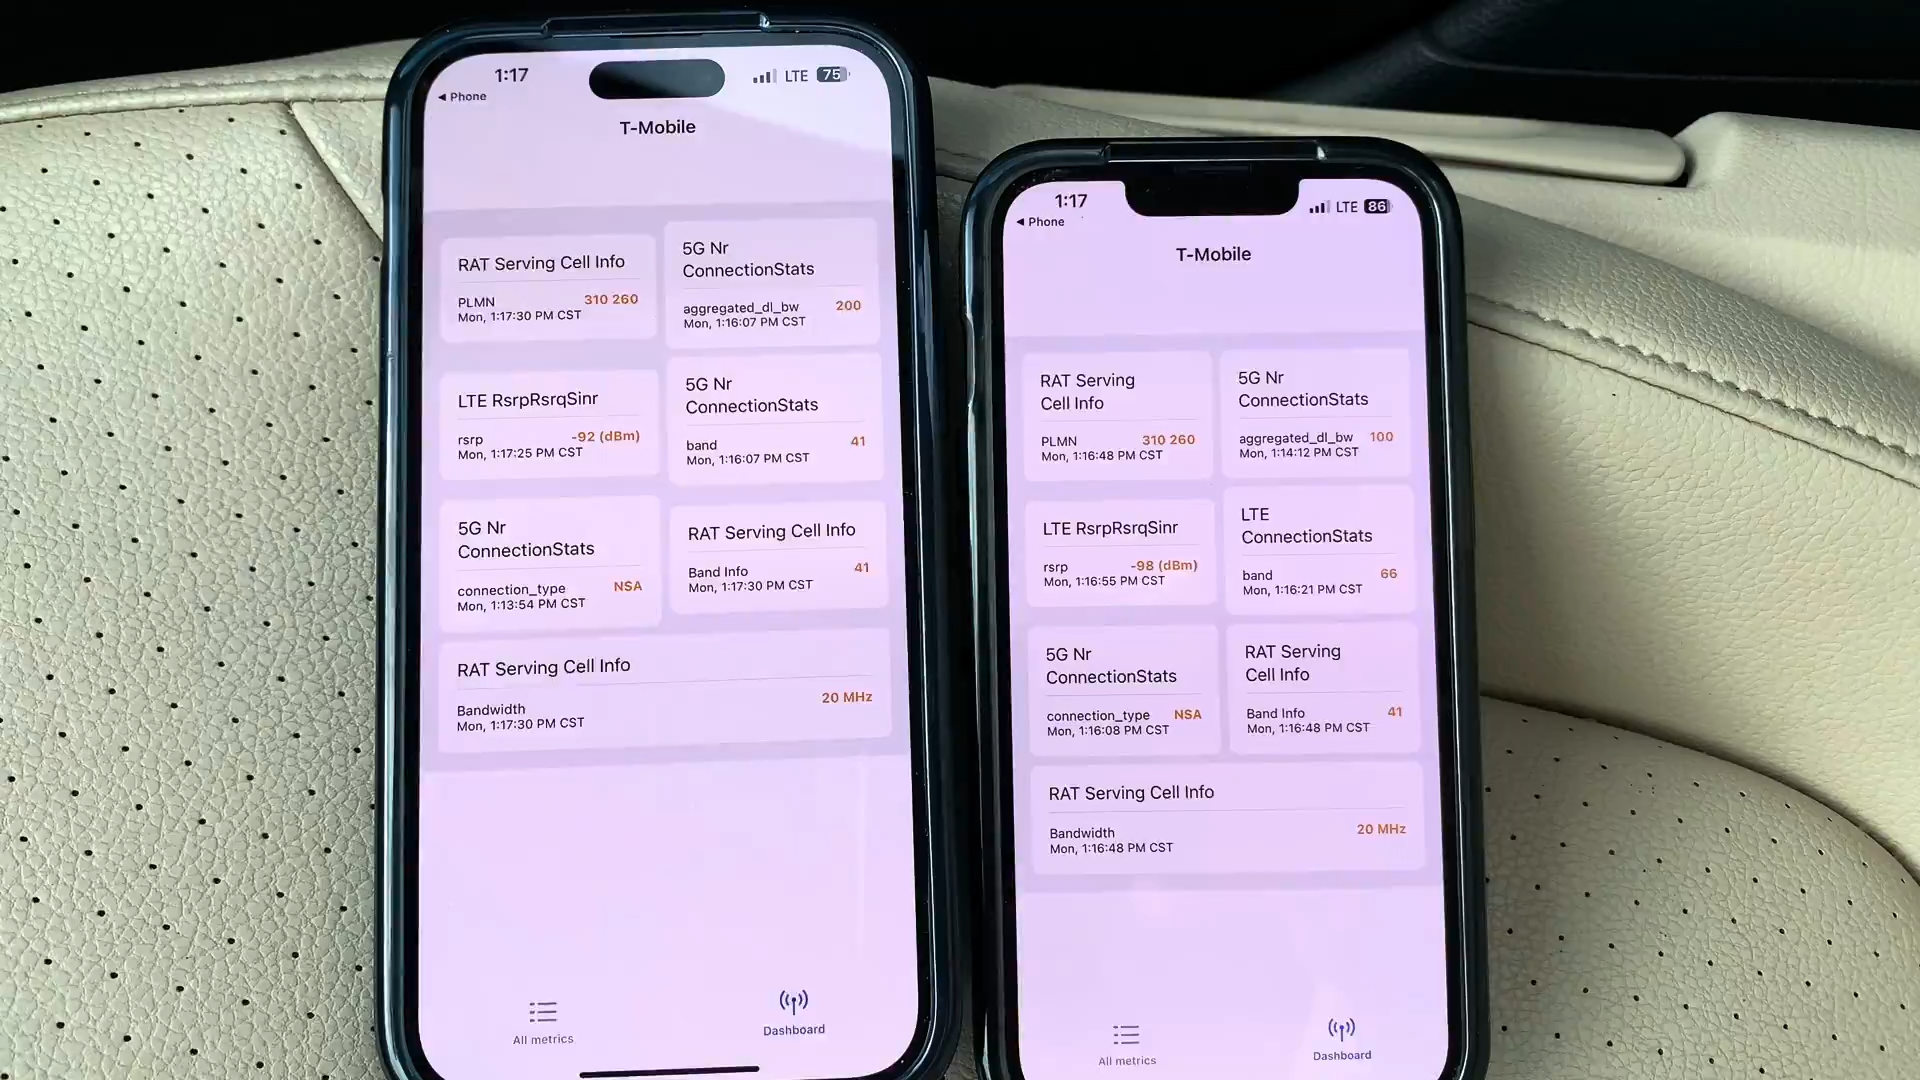 1:17
LTE 75
◀ Phone
T-Mobile
RAT Serving Cell Info
PLMN 310 260
Mon, 1:17:30 PM CST
5G Nr
ConnectionStats
aggregated_dl_bw 200
Mon, 1:16:07 PM CST
LTE RsrpRsrqSinr
rsrp -92 (dBm)
Mon, 1:17:25 PM CST
5G Nr
ConnectionStats
band 41
Mon, 1:16:07 PM CST
5G Nr
ConnectionStats
connection_type NSA
Mon, 1:13:54 PM CST
RAT Serving Cell Info
Band Info 41
Mon, 1:17:30 PM CST
RAT Serving Cell Info
Bandwidth 20 MHz
Mon, 1:17:30 PM CST
All metrics
Dashboard
1:17
LTE 86
◀ Phone
T-Mobile
RAT Serving
Cell Info
PLMN 310 260
Mon, 1:16:48 PM CST
5G Nr
ConnectionStats
aggregated_dl_bw 100
Mon, 1:14:12 PM CST
LTE RsrpRsrqSinr
rsrp -98 (dBm)
Mon, 1:16:55 PM CST
LTE
ConnectionStats
band 66
Mon, 1:16:21 PM CST
5G Nr
ConnectionStats
connection_type NSA
Mon, 1:16:08 PM CST
RAT Serving
Cell Info
Band Info 41
Mon, 1:16:48 PM CST
RAT Serving Cell Info
Bandwidth 20 MHz
Mon, 1:16:48 PM CST
All metrics
Dashboard